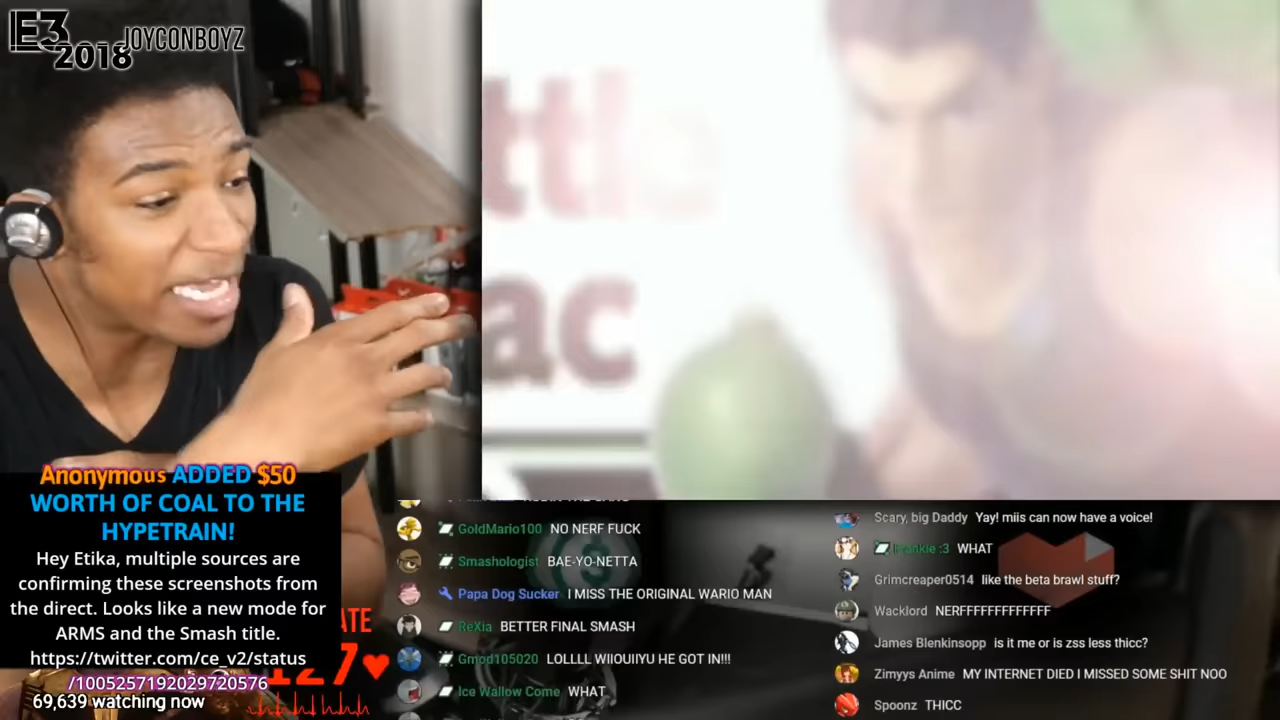 E3
2018 JOYCONBOYZ
ttle
ac
Anonymous ADDED $50
WORTH OF COAL TO THE
HYPETRAIN!
Hey Etika, multiple sources are
confirming these screenshots from
the direct. Looks like a new mode for
ARMS and the Smash title.
https://twitter.com/ce_v2/status
/1005257192029720576
69,639 watching now
127
GoldMario100 NO NERF FUCK
Smashologist BAE-YO-NETTA
Papa Dog Sucker I MISS THE ORIGINAL WARIO MAN
ReXia BETTER FINAL SMASH
Gmod105020 LOLLLL WIIOUIIYU HE GOT IN!!!
Ice Wallow Come WHAT
Scary, big Daddy Yay! miis can now have a voice!
Frankie :3 WHAT
Grimcreaper0514 like the beta brawl stuff?
Wacklord NERFFFFFFFFFFFFF
James Blenkinsopp is it me or is zss less thicc?
Zimyys Anime MY INTERNET DIED I MISSED SOME SHIT NOO
Spoonz THICC